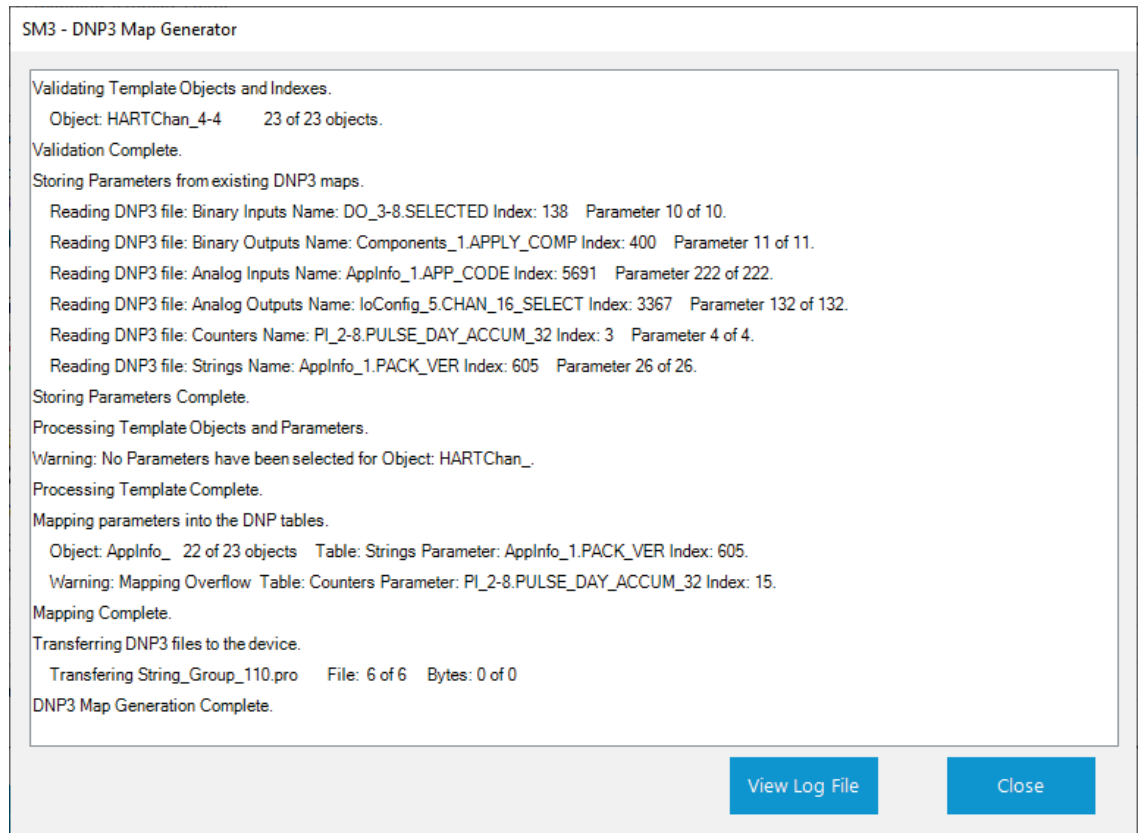 SM3 - DNP3 Map Generator
Validating Template Objects and Indexes.
Object: HARTChan_4-4 23 of 23 objects.
Validation Complete.
Storing Parameters from existing DNP3 maps.
Reading DNP3 file: Binary Inputs Name: DO_3-8.SELECTED Index: 138 Parameter 10 of 10.
Reading DNP3 file: Binary Outputs Name: Components_1.APPLY_COMP Index: 400 Parameter 11 of 11.
Reading DNP3 file: Analog Inputs Name: AppInfo_1.APP_CODE Index: 5691 Parameter 222 of 222.
Reading DNP3 file: Analog Outputs Name: IoConfig_5.CHAN_16_SELECT Index: 3367 Parameter 132 of 132.
Reading DNP3 file: Counters Name: PI_2-8.PULSE_DAY_ACCUM_32 Index: 3 Parameter 4 of 4.
Reading DNP3 file: Strings Name: AppInfo_1.PACK_VER Index: 605 Parameter 26 of 26.
Storing Parameters Complete.
Processing Template Objects and Parameters.
Warning: No Parameters have been selected for Object: HARTChan_.
Processing Template Complete.
Mapping parameters into the DNP tables.
Object: AppInfo_ 22 of 23 objects Table: Strings Parameter: AppInfo_1.PACK_VER Index: 605.
Warning: Mapping Overflow Table: Counters Parameter: PI_2-8.PULSE_DAY_ACCUM_32 Index: 15.
Mapping Complete.
Transferring DNP3 files to the device.
Transfering String_Group_110.pro File: 6 of 6 Bytes: 0 of 0
DNP3 Map Generation Complete.
View Log File
Close